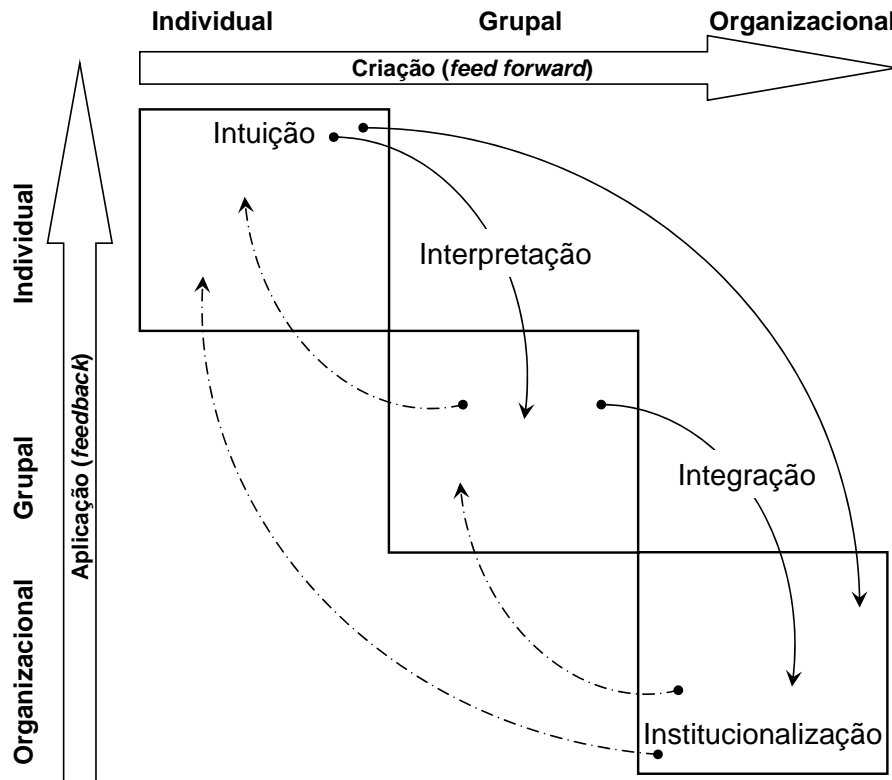 Individual
Grupal
Organizacional
Criação (feed forward)
Intuição
Individual
Interpretação
Aplicação (feedback)
Grupal
Integração
Organizacional
Institucionalização